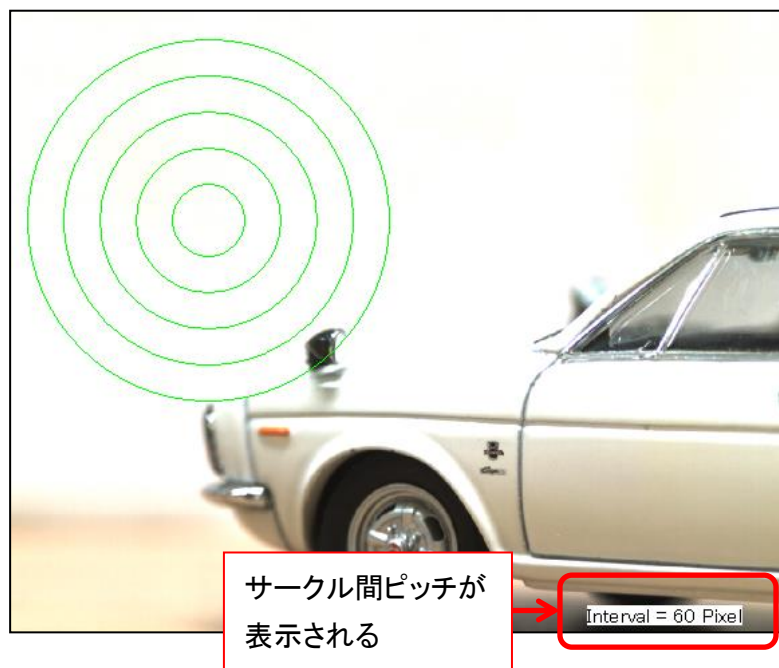 サークル間ピッチが
表示される
Interval = 60 Pixel